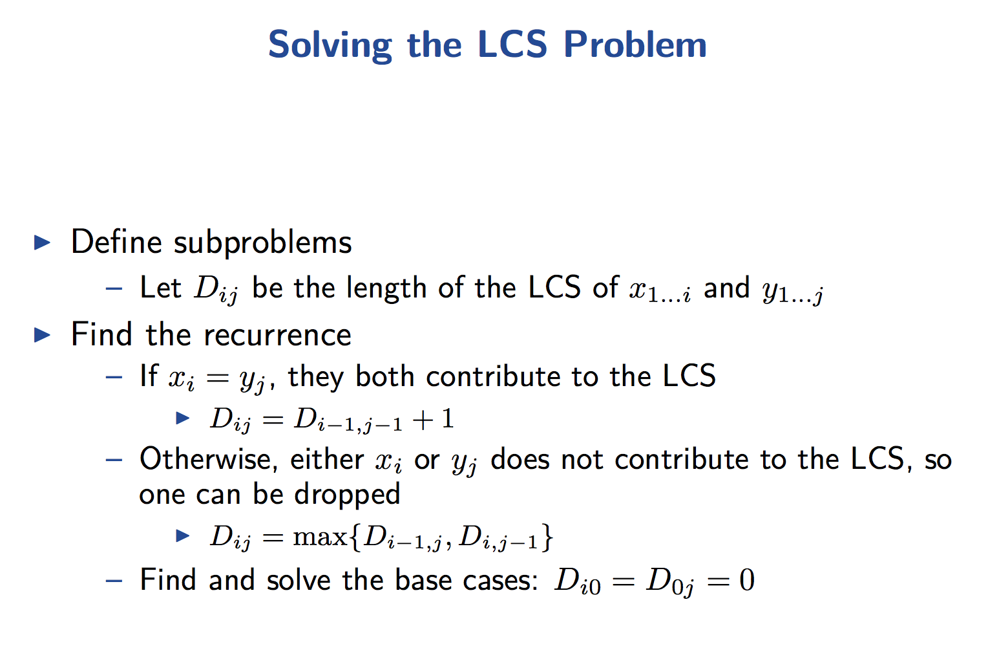 Solving the LCS Problem
▶ Define subproblems
– Let $D_{ij}$ be the length of the LCS of $x_{1...i}$ and $y_{1...j}$
▶ Find the recurrence
– If $x_i = y_j$, they both contribute to the LCS
▶ $D_{ij} = D_{i-1,j-1} + 1$
– Otherwise, either $x_i$ or $y_j$ does not contribute to the LCS, so
one can be dropped
▶ $D_{ij} = \max\{D_{i-1,j}, D_{i,j-1}\}$
– Find and solve the base cases: $D_{i0} = D_{0j} = 0$